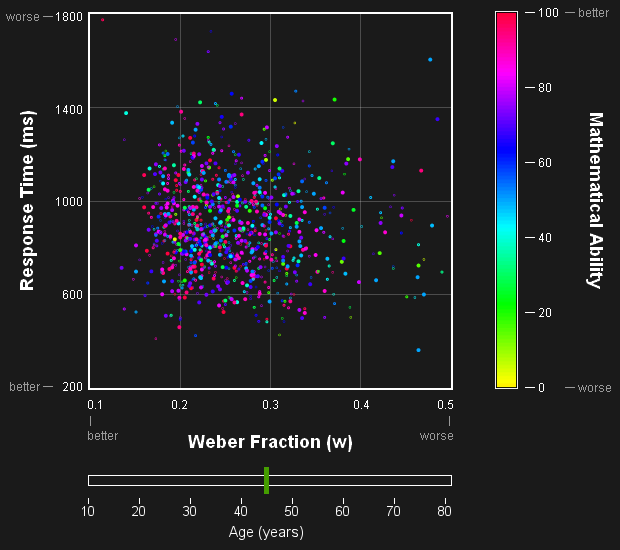 worse
1800
1400
1000
600
200
better
Response Time (ms)
0.1
0.2
0.3
0.4
0.5
better
worse
Weber Fraction (w)
100
80
60
40
20
0
better
worse
Mathematical Ability
10
20
30
40
50
60
70
80
Age (years)